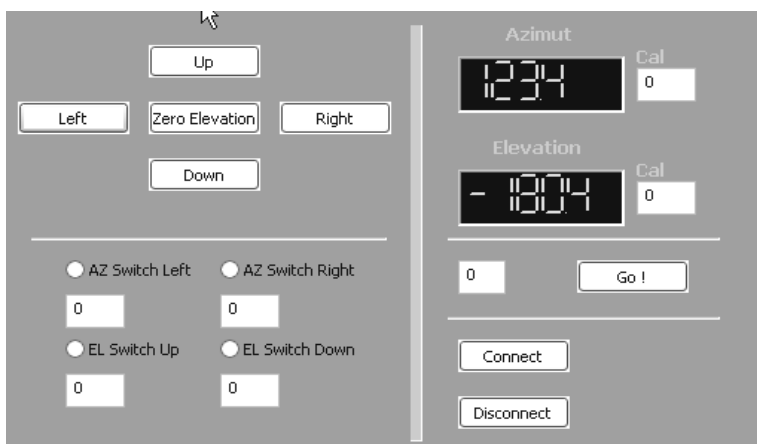 Up
Left
Zero Elevation
Right
Down
AZ Switch Left
AZ Switch Right
0
0
EL Switch Up
EL Switch Down
0
0
Azimut
Cal
123.4
0
Elevation
Cal
- 180.4
0
0
Go !
Connect
Disconnect